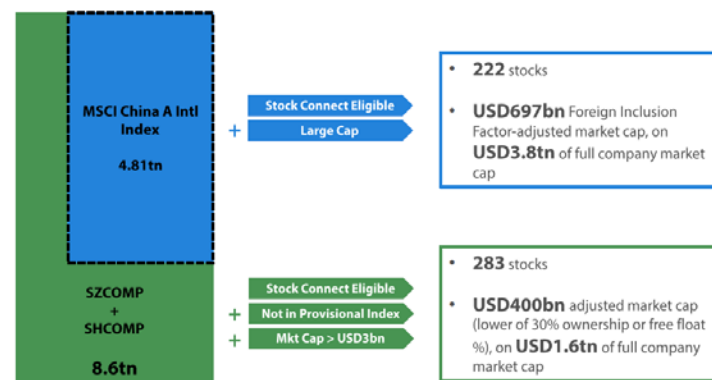 MSCI China A Intl
Index
4.81tn
+
Stock Connect Eligible
Large Cap
• 222 stocks
• USD697bn Foreign Inclusion
Factor-adjusted market cap, on
USD3.8tn of full company market
cap
SZCOMP
+
SHCOMP
8.6tn
Stock Connect Eligible
+ Not in Provisional Index
+ Mkt Cap > USD3bn
• 283 stocks
• USD400bn adjusted market cap
(lower of 30% ownership or free float
%), on USD1.6tn of full company
market cap